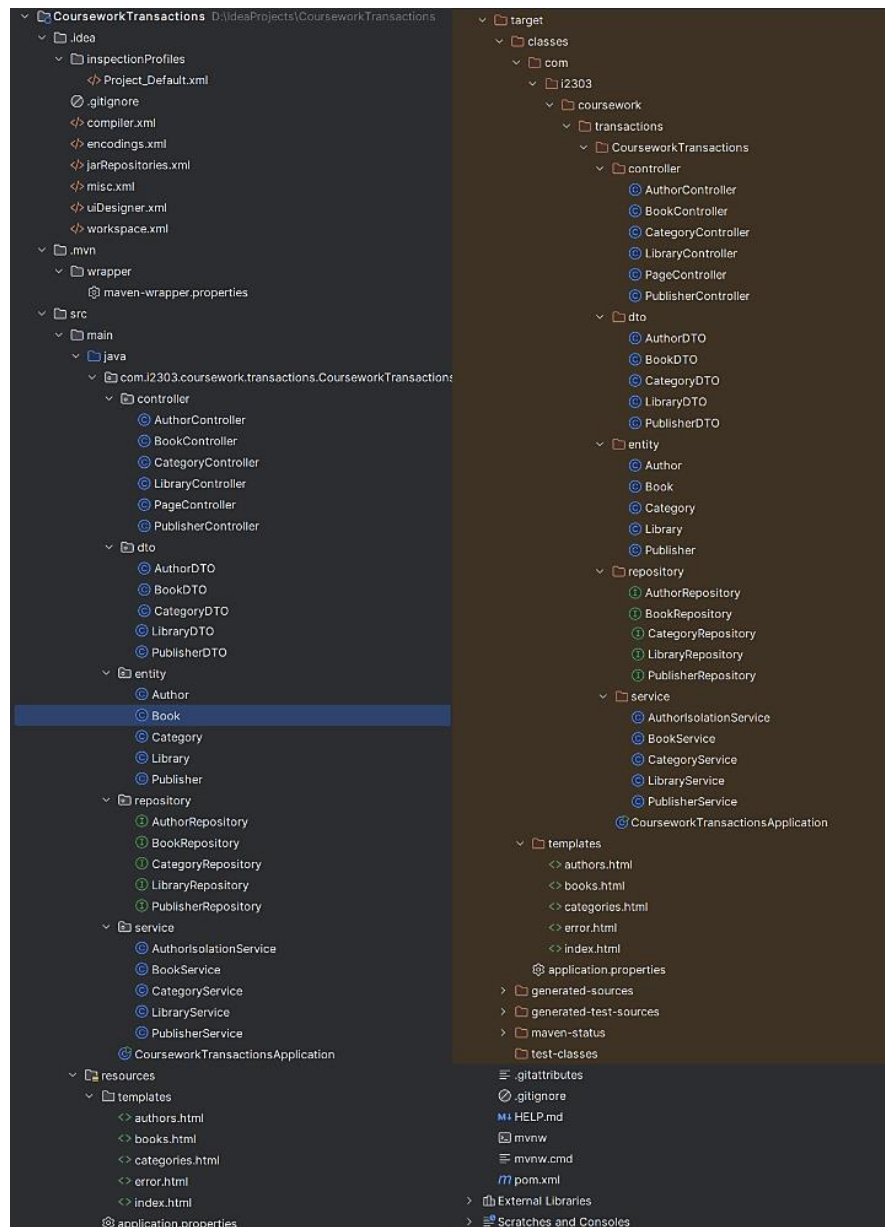 CourseworkTransactions D:\IdeaProjects\CourseworkTransactions
.idea
inspectionProfiles
Project_Default.xml
.gitignore
compiler.xml
encodings.xml
jarRepositories.xml
misc.xml
uiDesigner.xml
workspace.xml
.mvn
wrapper
maven-wrapper.properties
src
main
java
com.i2303.coursework.transactions.CourseworkTransactions
controller
AuthorController
BookController
CategoryController
LibraryController
PageController
PublisherController
dto
AuthorDTO
BookDTO
CategoryDTO
LibraryDTO
PublisherDTO
entity
Author
Book
Category
Library
Publisher
repository
AuthorRepository
BookRepository
CategoryRepository
LibraryRepository
PublisherRepository
service
AuthorIsolationService
BookService
CategoryService
LibraryService
PublisherService
CourseworkTransactionsApplication
resources
templates
authors.html
books.html
categories.html
error.html
index.html
application.properties
target
classes
com
i2303
coursework
transactions
CourseworkTransactions
controller
AuthorController
BookController
CategoryController
LibraryController
PageController
PublisherController
dto
AuthorDTO
BookDTO
CategoryDTO
LibraryDTO
PublisherDTO
entity
Author
Book
Category
Library
Publisher
repository
AuthorRepository
BookRepository
CategoryRepository
LibraryRepository
PublisherRepository
service
AuthorIsolationService
BookService
CategoryService
LibraryService
PublisherService
CourseworkTransactionsApplication
templates
authors.html
books.html
categories.html
error.html
index.html
application.properties
generated-sources
generated-test-sources
maven-status
test-classes
.gitattributes
.gitignore
HELP.md
mvnw
mvnw.cmd
pom.xml
External Libraries
Scratches and Consoles